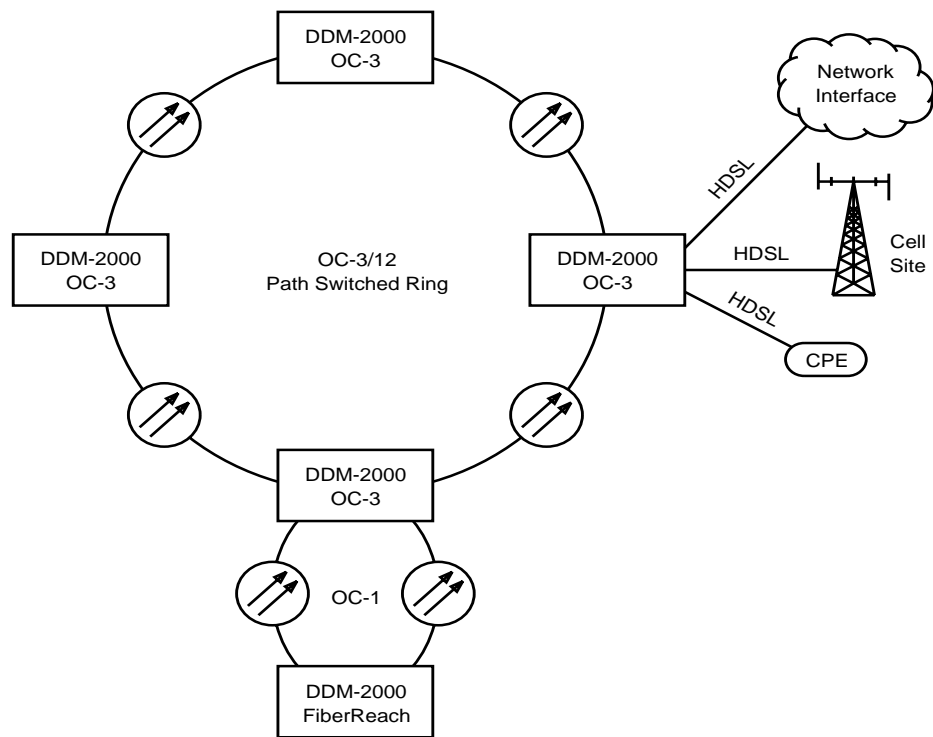 DDM-2000
OC-3
Network
Interface
HDSL
DDM-2000
OC-3
OC-3/12
Path Switched Ring
DDM-2000
OC-3
HDSL
Cell
Site
HDSL
CPE
DDM-2000
OC-3
OC-1
DDM-2000
FiberReach